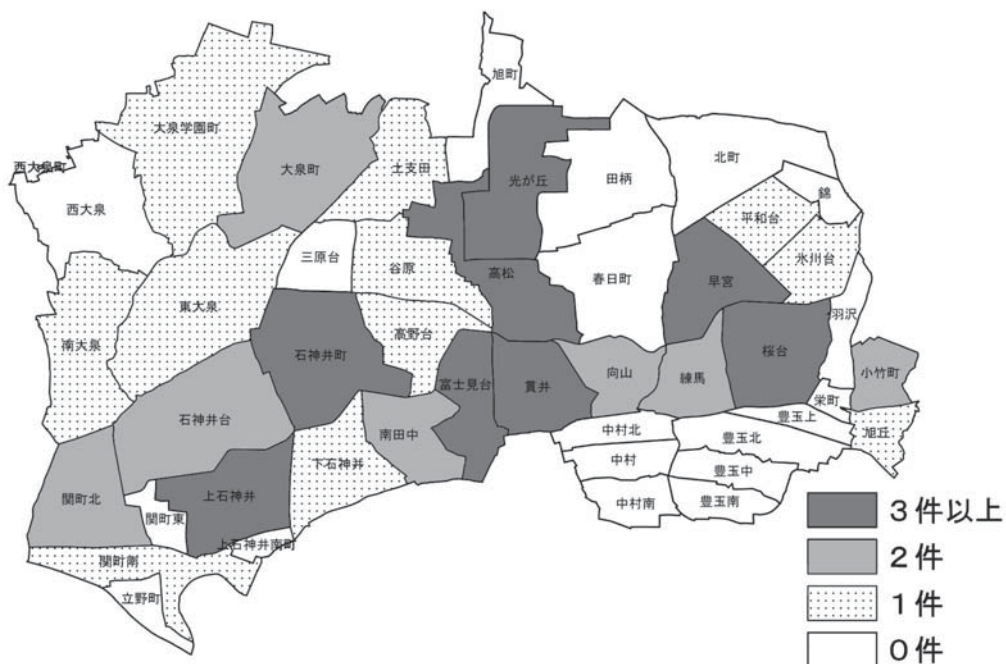 旭町
大泉学園町
北町
西大泉町
大泉町
土支田
光が丘
田柄
錦
西大泉
平和台
三原台
谷原
氷川台
高松
春日町
早宮
東大泉
羽沢
南大泉
高野台
石神井町
桜台
富士見台
貫井
向山
練馬
小竹町
栄町
石神井台
豊玉上
南田中
中村北
豊玉北
旭丘
下石神井
中村
豊玉中
関町北
上石神井
中村南
豊玉南
関町東
上石神井南町
関町南
立野町
3件以上
2件
1件
0件